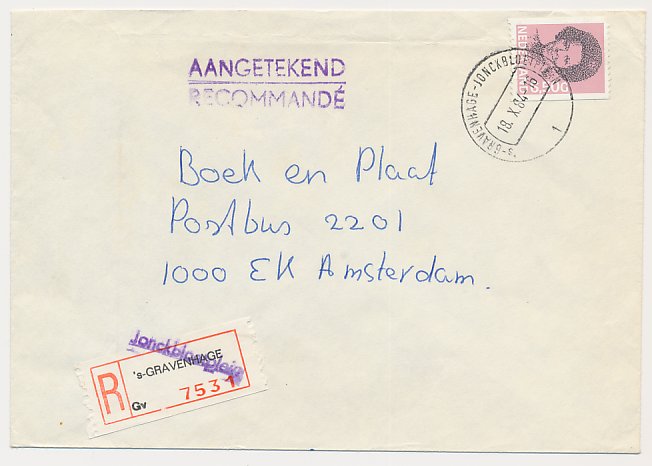 AANGETEKEND
RECOMMANDÉ
NEDERLAND
's-GRAVENHAGE-JONCKBLOETPLEIN
18.X.84
1
Boek en Plaat
Postbus 2201
1000 EK Amsterdam.
Jonckbloetplein
's-GRAVENHAGE
R
Gv
7531